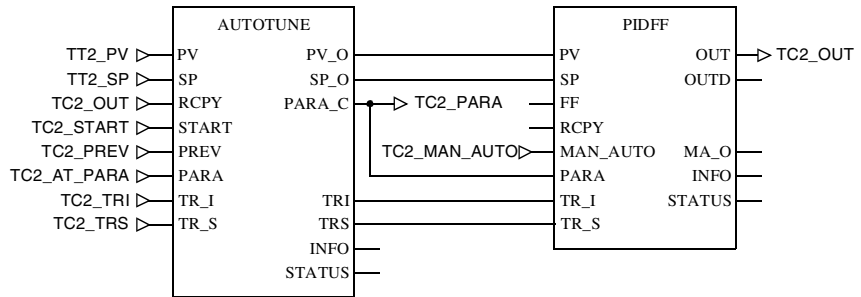 AUTOTUNE PIDFF
TT2_PV PV PV_O PV OUT TC2_OUT
TT2_SP SP SP_O SP OUTD
TC2_OUT RCPY PARA_C TC2_PARA FF
TC2_START START RCPY
TC2_PREV PREV TC2_MAN_AUTO MAN_AUTO MA_O
TC2_AT_PARA PARA PARA INFO
TC2_TRI TR_I TRI TR_I STATUS
TC2_TRS TR_S TRS TR_S
INFO
STATUS